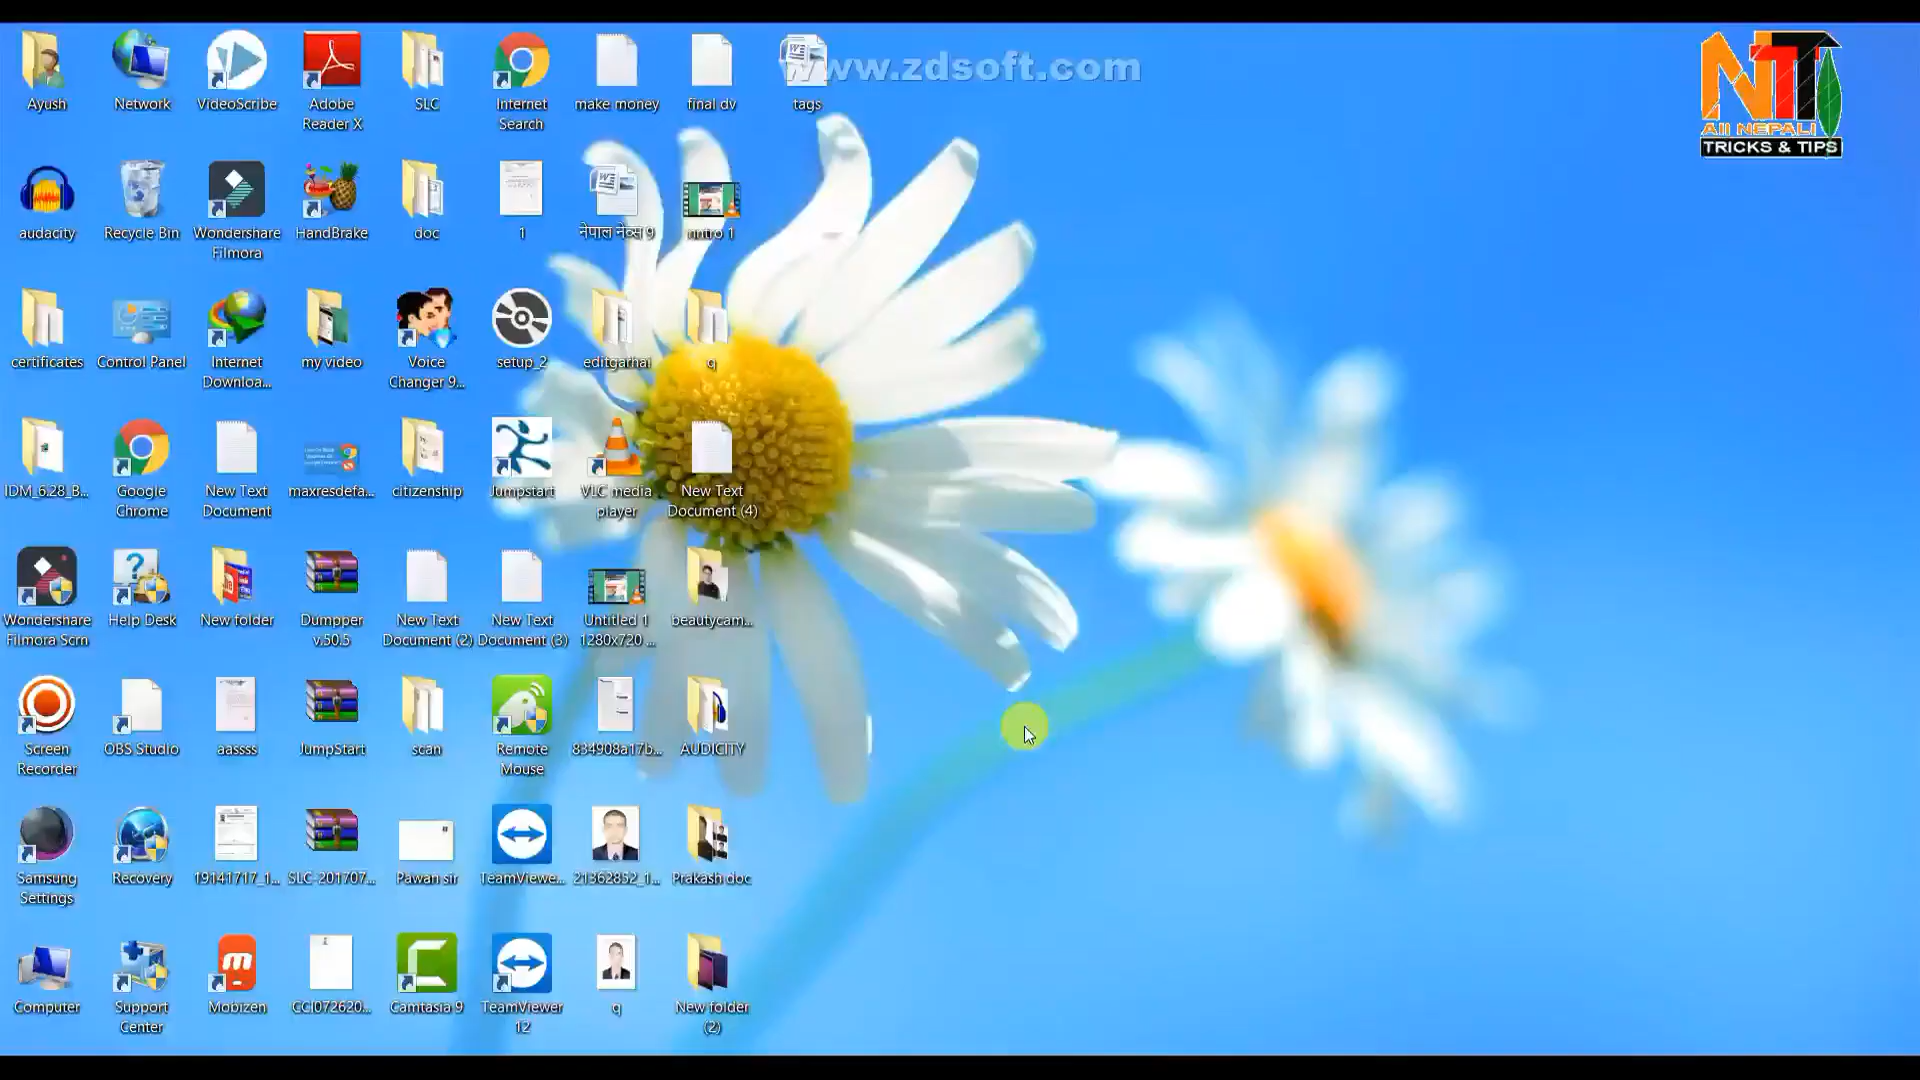 www.zdsoft.com
NTT
All NEPALI
TRICKS & TIPS
Ayush
Network
VideoScribe
Adobe
Reader X
SLC
Internet
Search
make money
final dv
tags
audacity
Recycle Bin
Wondershare
Filmora
HandBrake
doc
1
नेपाल नेक्स 9
nntro 1
certificates
Control Panel
Internet
Downloa...
my video
Voice
Changer 9...
setup_2
editgarhai
q
IDM_6.28_B...
Google
Chrome
New Text
Document
maxresdefa...
citizenship
Jumpstart
VLC media
player
New Text
Document (4)
Wondershare
Filmora Scrn
Help Desk
New folder
Dumpper
v.50.5
New Text
Document (2)
New Text
Document (3)
Untitled 1
1280x720 ...
beautycam...
Screen
Recorder
OBS Studio
aassss
JumpStart
scan
Remote
Mouse
834908a17b...
AUDICITY
Samsung
Settings
Recovery
19141717_1...
SLC-201707...
Pawan sir
TeamViewe...
21362852_1...
Prakash doc
Computer
Support
Center
Mobizen
CCI072620...
Camtasia 9
TeamViewer
12
q
New folder
(2)